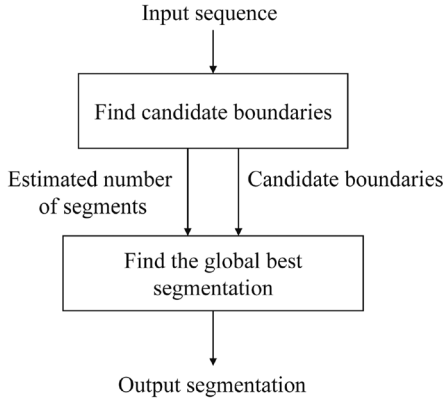 Input sequence
Find candidate boundaries
Estimated number
of segments
Candidate boundaries
Find the global best
segmentation
Output segmentation